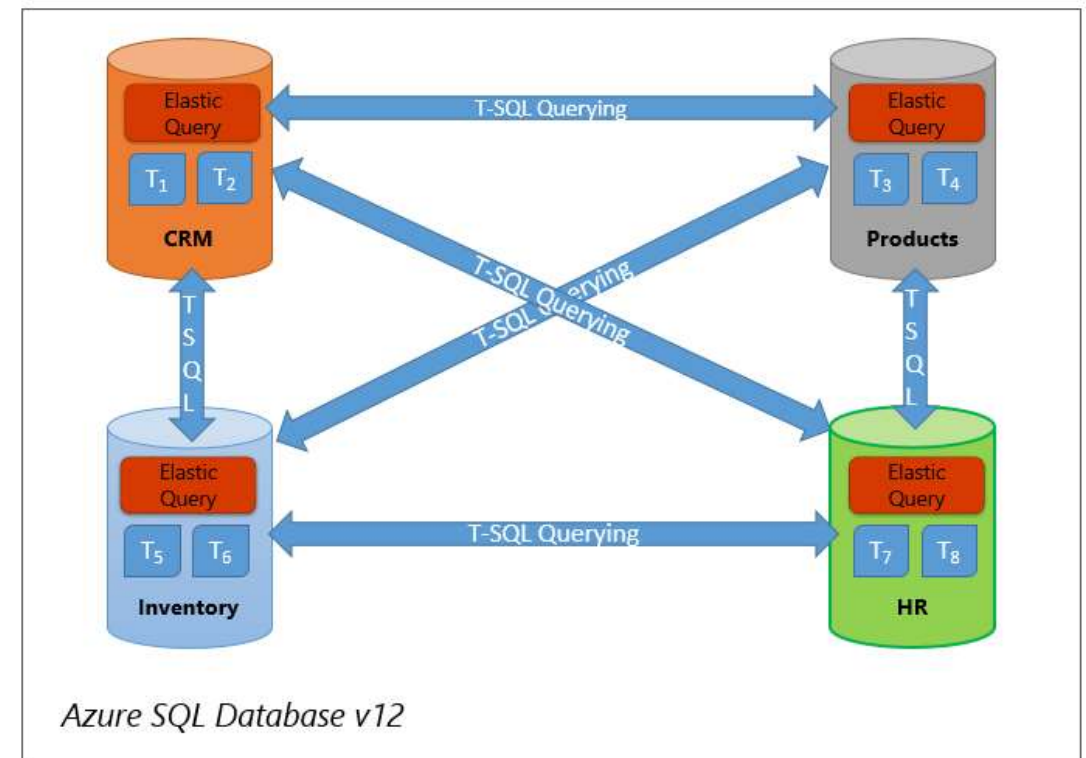 Elastic
Query
T1
T2
CRM
T-SQL Querying
Elastic
Query
T3
T4
Products
T-SQL Querying
T-SQL Querying
T
S
Q
L
T
S
Q
L
Elastic
Query
T5
T6
Inventory
T-SQL Querying
Elastic
Query
T7
T8
HR
Azure SQL Database v12